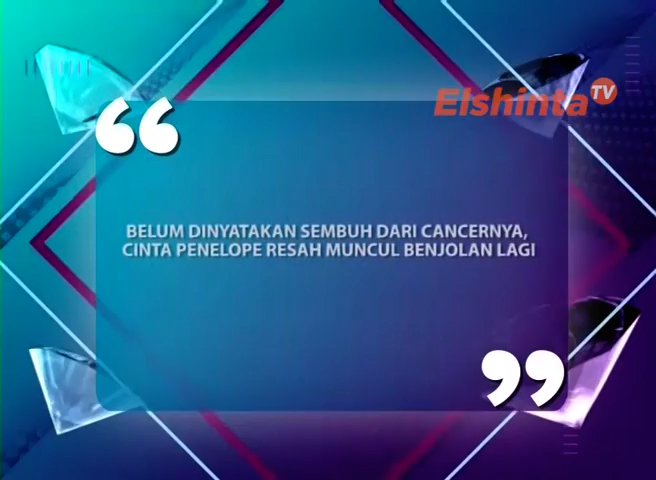 Elshinta TV
BELUM DINYATAKAN SEMBUH DARI CANCERNYA,
CINTA PENELOPE RESAH MUNCUL BENJOLAN LAGI